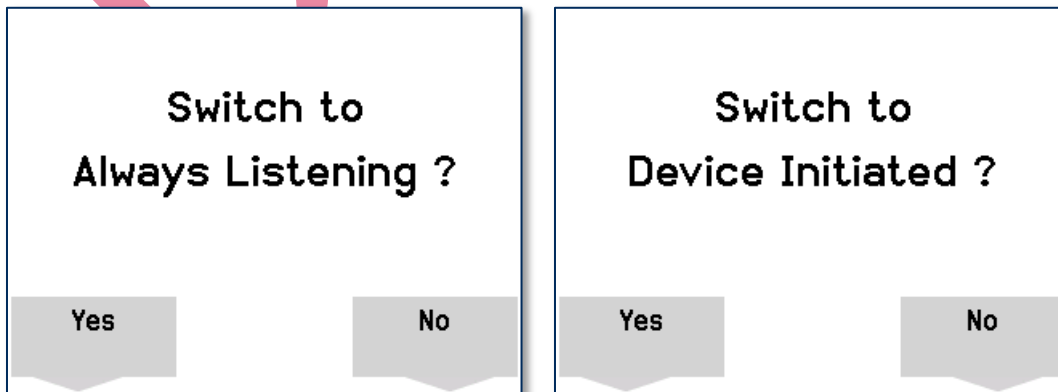 Switch to
Always Listening ?
Yes
No
Switch to
Device Initiated ?
Yes
No